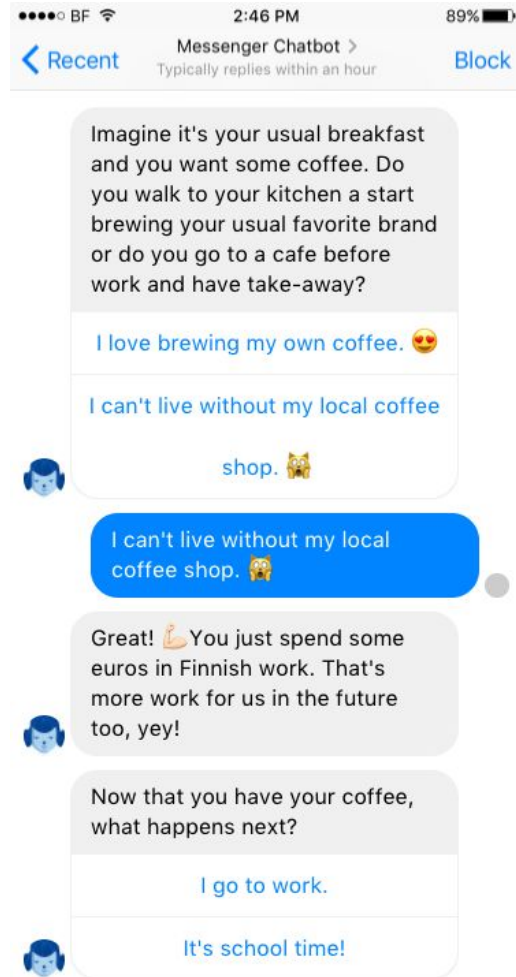 BF 2:46 PM 89%
Recent Messenger Chatbot > Block
Typically replies within an hour
Imagine it's your usual breakfast
and you want some coffee. Do
you walk to your kitchen a start
brewing your usual favorite brand
or do you go to a cafe before
work and have take-away?
I love brewing my own coffee. 😍
I can't live without my local coffee
shop. 🙀
I can't live without my local
coffee shop. 🙀
Great! 💪🏻You just spend some
euros in Finnish work. That's
more work for us in the future
too, yey!
Now that you have your coffee,
what happens next?
I go to work.
It's school time!